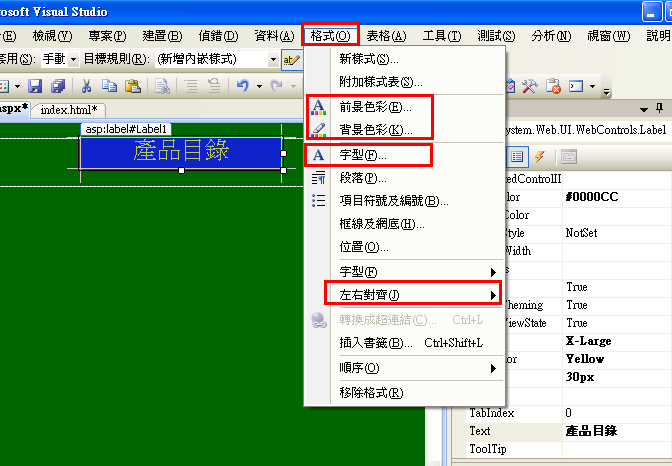 osoft Visual Studio
(E) 檢視(V) 專案(P) 建置(B) 偵錯(D) 資料(A) 格式(O) 表格(A) 工具(T) 測試(S) 分析(N) 視窗(W) 說明
套用(S): 手動 目標規則(R): (新增內嵌樣式)
aspx* index.html*
asp:label#Label1
產品目錄
新樣式(S)...
附加樣式表(S)...
前景色彩(E)...
背景色彩(K)...
字型(F)...
段落(P)...
項目符號及編號(B)...
框線及網底(H)...
位置(O)...
字型(F)
左右對齊(J)
轉換成超連結(C)... Ctrl+L
插入書籤(B)... Ctrl+Shift+L
順序(O)
移除格式(R)
ystem.Web.UI.WebControls.Label
edControlII
lor #0000CC
Color
Style NotSet
Width
s
True
heming True
ViewState True
X-Large
lor Yellow
30px
TabIndex 0
Text 產品目錄
ToolTip